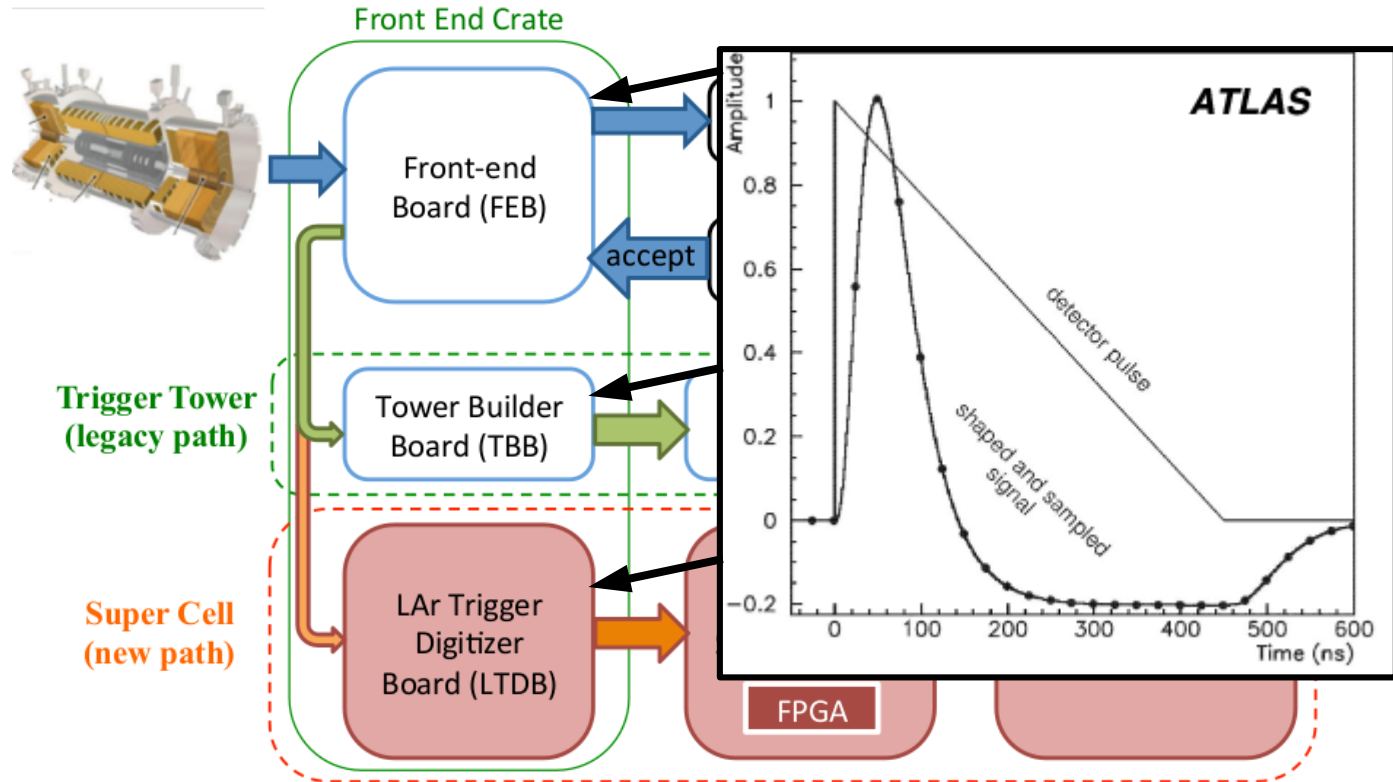 Front End Crate
Front-end
Board (FEB)
accept
Trigger Tower
(legacy path)
Tower Builder
Board (TBB)
Super Cell
(new path)
LAr Trigger
Digitizer
Board (LTDB)
FPGA
ATLAS
Amplitude
1
0.8
0.6
0.4
0.2
0
−0.2
detector pulse
shaped and sampled
signal
0
100
200
300
400
500
600
Time (ns)